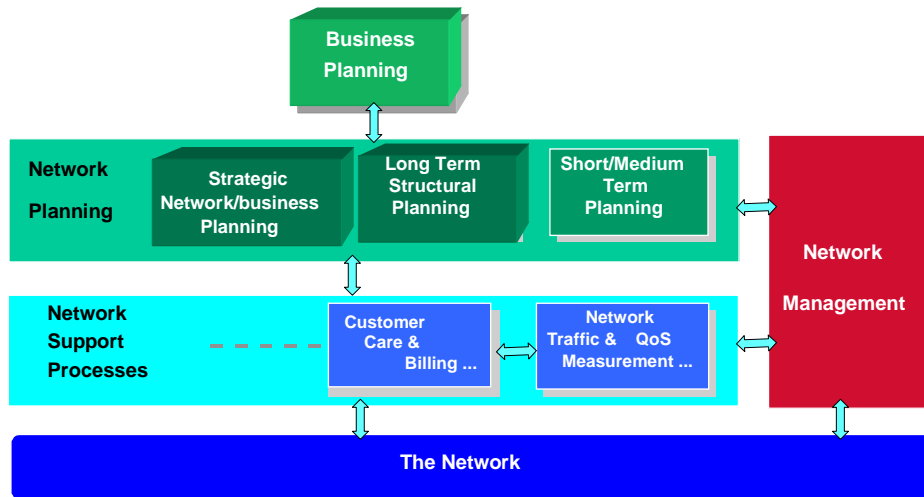 Business
Planning
Network
Planning
Strategic
Network/business
Planning
Long Term
Structural
Planning
Short/Medium
Term
Planning
Network
Management
Network
Support
Processes
Customer
Care &
Billing ...
Network
Traffic & QoS
Measurement ...
The Network